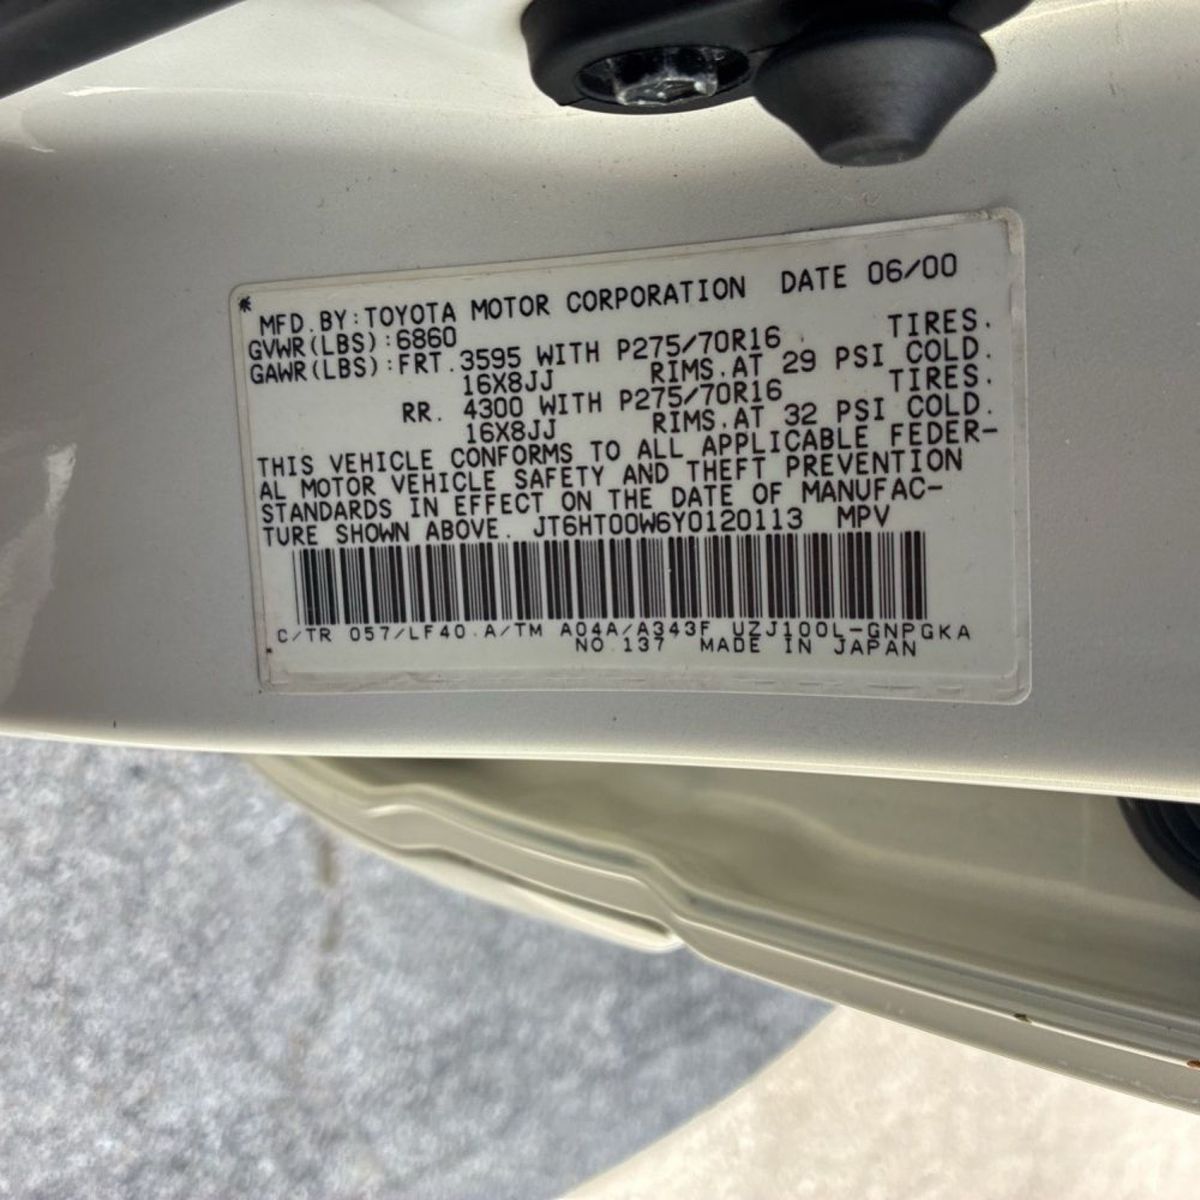 MFD. BY: TOYOTA MOTOR CORPORATION DATE 06/00
GVWR(LBS): 6860
GAWR(LBS): FRT. 3595 WITH P275/70R16 TIRES.
16X8JJ RIMS. AT 29 PSI COLD.
RR. 4300 WITH P275/70R16 TIRES.
16X8JJ RIMS. AT 32 PSI COLD.
THIS VEHICLE CONFORMS TO ALL APPLICABLE FEDER-
AL MOTOR VEHICLE SAFETY AND THEFT PREVENTION
STANDARDS IN EFFECT ON THE DATE OF MANUFAC-
TURE SHOWN ABOVE. JT6HT00W6Y0120113 MPV
C/TR 057/LF40 A/TM A04A/A343F UZJ100L-GNPGKA
NO.137 MADE IN JAPAN